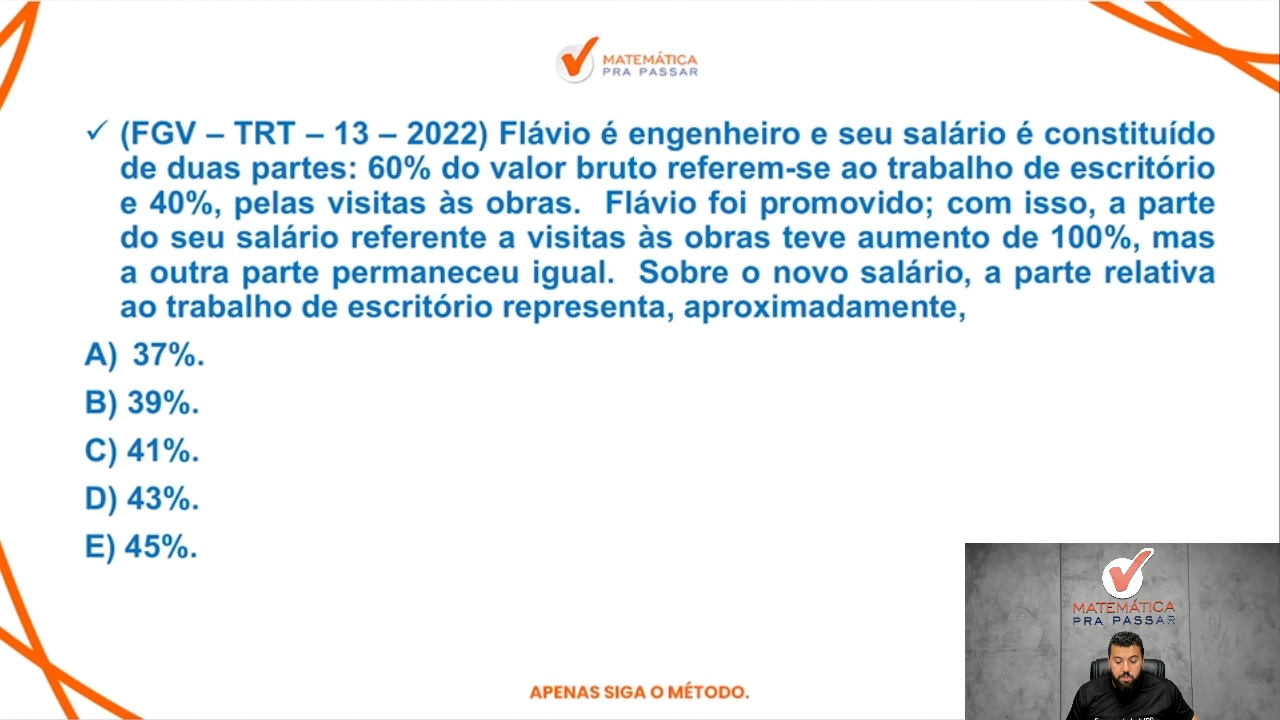 MATEMÁTICA
PRA PASSAR
✓ (FGV – TRT – 13 – 2022) Flávio é engenheiro e seu salário é constituído
de duas partes: 60% do valor bruto referem-se ao trabalho de escritório
e 40%, pelas visitas às obras. Flávio foi promovido; com isso, a parte
do seu salário referente a visitas às obras teve aumento de 100%, mas
a outra parte permaneceu igual. Sobre o novo salário, a parte relativa
ao trabalho de escritório representa, aproximadamente,
A) 37%.
B) 39%.
C) 41%.
D) 43%.
E) 45%.
MATEMÁTICA
PRA PASSAR
APENAS SIGA O MÉTODO.